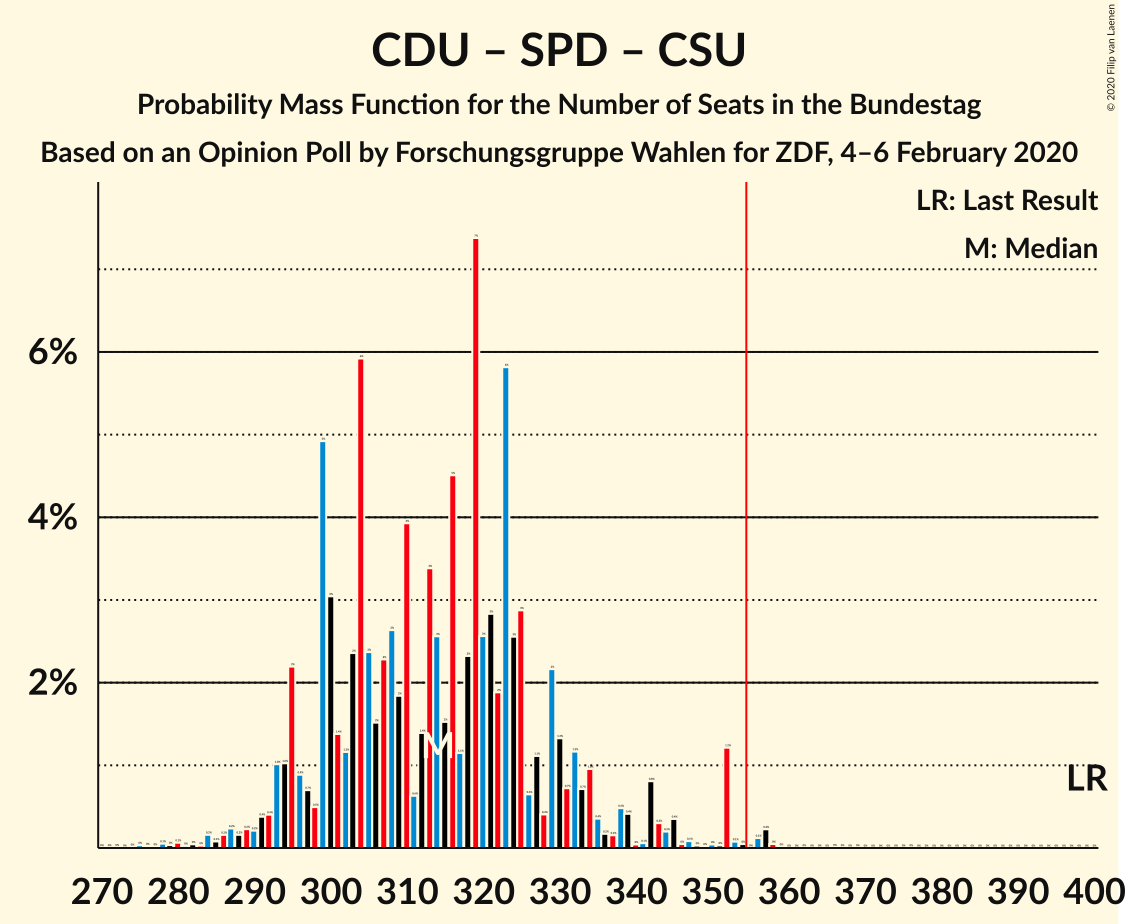 CDU – SPD – CSU
Probability Mass Function for the Number of Seats in the Bundestag
Based on an Opinion Poll by Forschungsgruppe Wahlen for ZDF, 4–6 February 2020
© 2020 Filip van Laenen
LR: Last Result
M: Median
6%
4%
2%
M
LR
270 280 290 300 310 320 330 340 350 360 370 380 390 400